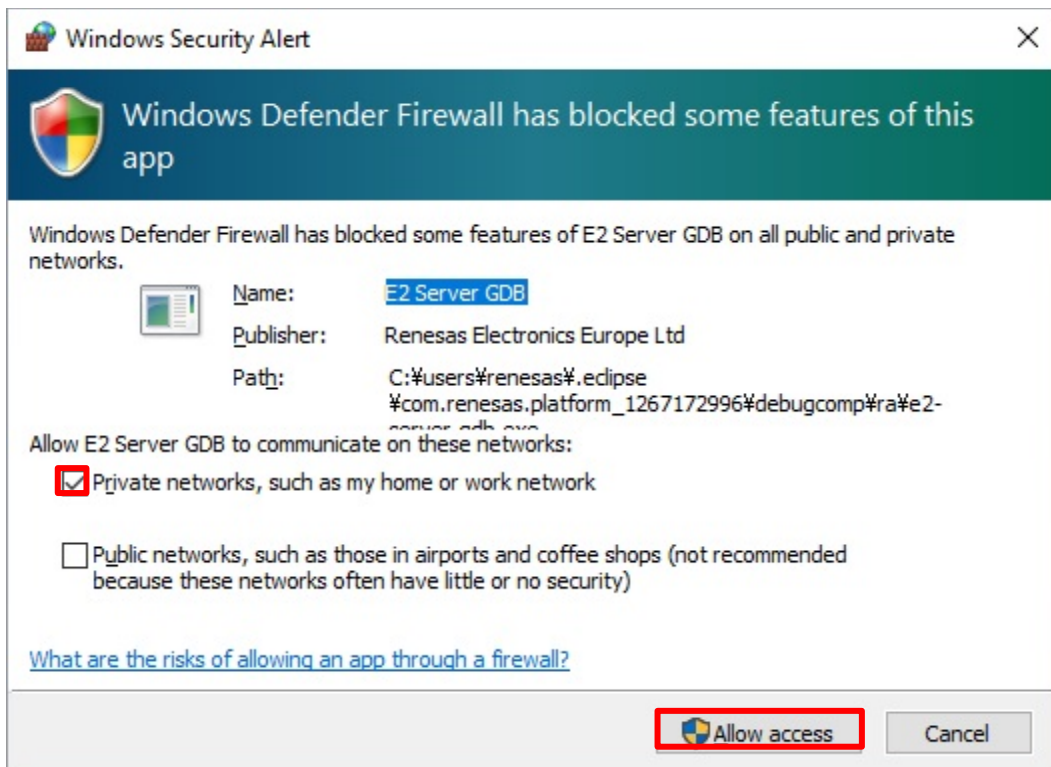 Windows Security Alert
Windows Defender Firewall has blocked some features of this
app
Windows Defender Firewall has blocked some features of E2 Server GDB on all public and private
networks.
Name: E2 Server GDB
Publisher: Renesas Electronics Europe Ltd
Path: C:¥users¥renesas¥.eclipse
¥com.renesas.platform_1267172996¥debugcomp¥ra¥e2-
server-gdb.exe
Allow E2 Server GDB to communicate on these networks:
Private networks, such as my home or work network
Public networks, such as those in airports and coffee shops (not recommended
because these networks often have little or no security)
What are the risks of allowing an app through a firewall?
Allow access Cancel